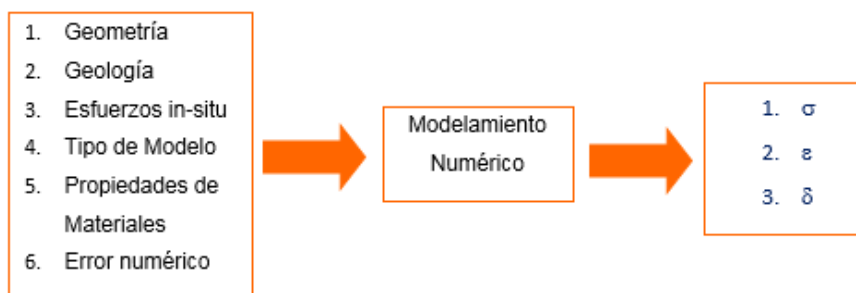 1. Geometría
2. Geología
3. Esfuerzos in-situ
4. Tipo de Modelo
5. Propiedades de
Materiales
6. Error numérico
Modelamiento
Numérico
1. σ
2. ε
3. δ